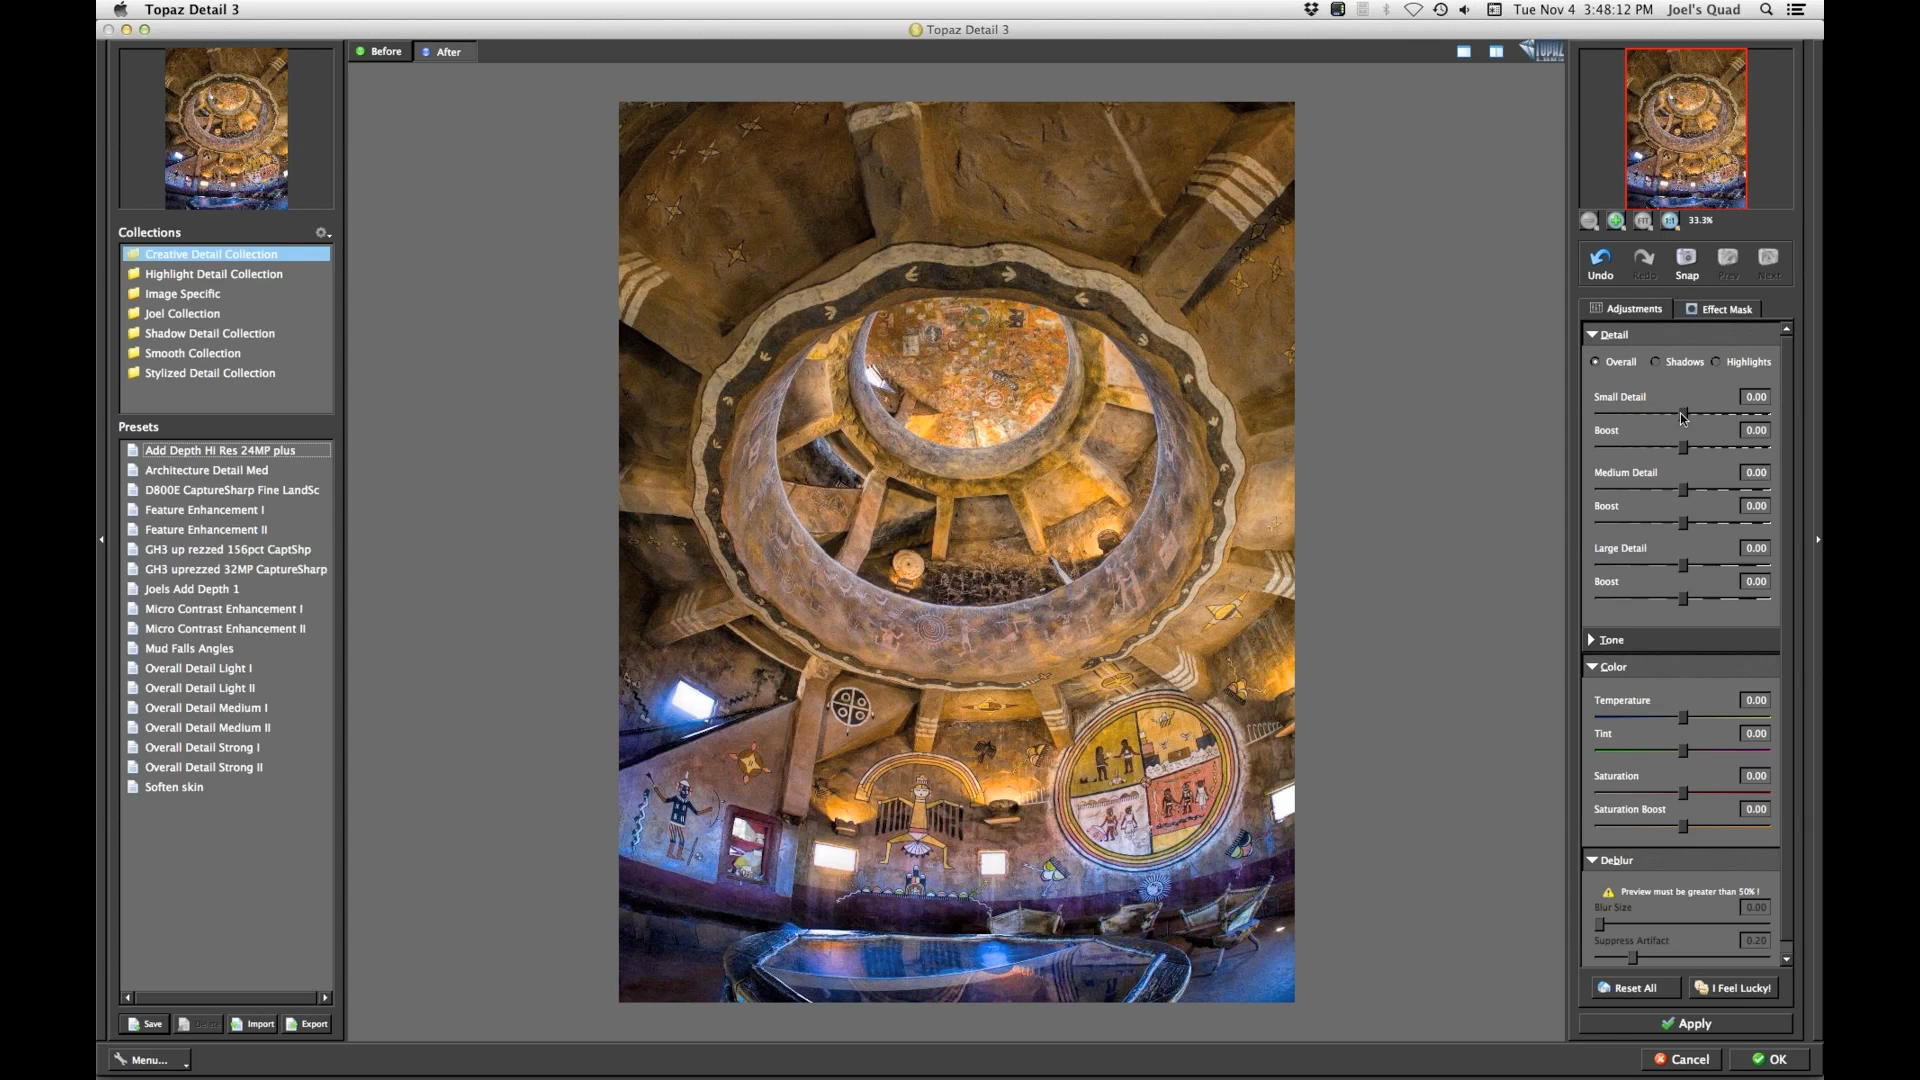 Topaz Detail 3
Tue Nov 4 3:48:12 PM Joel's Quad
Topaz Detail 3
Before
After
TOPAZ
Collections
Creative Detail Collection
Highlight Detail Collection
Image Specific
Joel Collection
Shadow Detail Collection
Smooth Collection
Stylized Detail Collection
Presets
Add Depth Hi Res 24MP plus
Architecture Detail Med
D800E CaptureSharp Fine LandSc
Feature Enhancement I
Feature Enhancement II
GH3 up rezzed 156pct CaptShp
GH3 uprezzed 32MP CaptureSharp
Joels Add Depth 1
Micro Contrast Enhancement I
Micro Contrast Enhancement II
Mud Falls Angles
Overall Detail Light I
Overall Detail Light II
Overall Detail Medium I
Overall Detail Medium II
Overall Detail Strong I
Overall Detail Strong II
Soften skin
Save Delete Import Export
Menu...
FIT 1:1 33.3%
Undo Redo Snap Prev Next
Adjustments Effect Mask
Detail
Overall Shadows Highlights
Small Detail 0.00
Boost 0.00
Medium Detail 0.00
Boost 0.00
Large Detail 0.00
Boost 0.00
Tone
Color
Temperature 0.00
Tint 0.00
Saturation 0.00
Saturation Boost 0.00
Deblur
Preview must be greater than 50% !
Blur Size 0.00
Suppress Artifact 0.20
Reset All I Feel Lucky!
Apply
Cancel OK